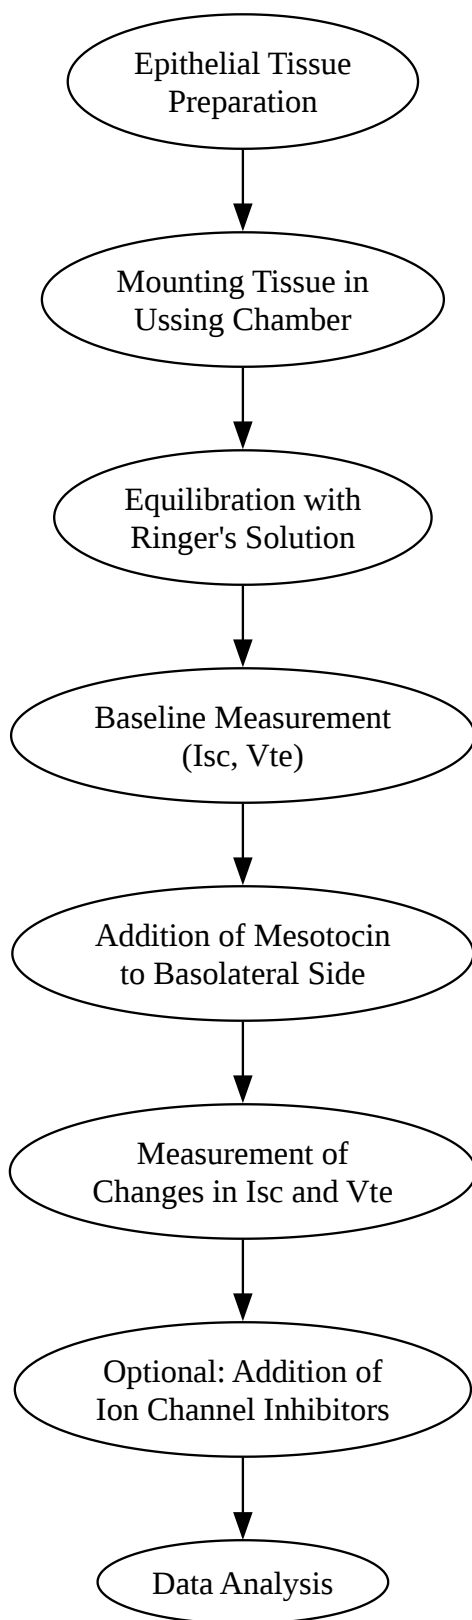 Epithelial Tissue
Preparation
Mounting Tissue in
Ussing Chamber
Equilibration with
Ringer's Solution
Baseline Measurement
(Isc, Vte)
Addition of Mesotocin
to Basolateral Side
Measurement of
Changes in Isc and Vte
Optional: Addition of
Ion Channel Inhibitors
Data Analysis